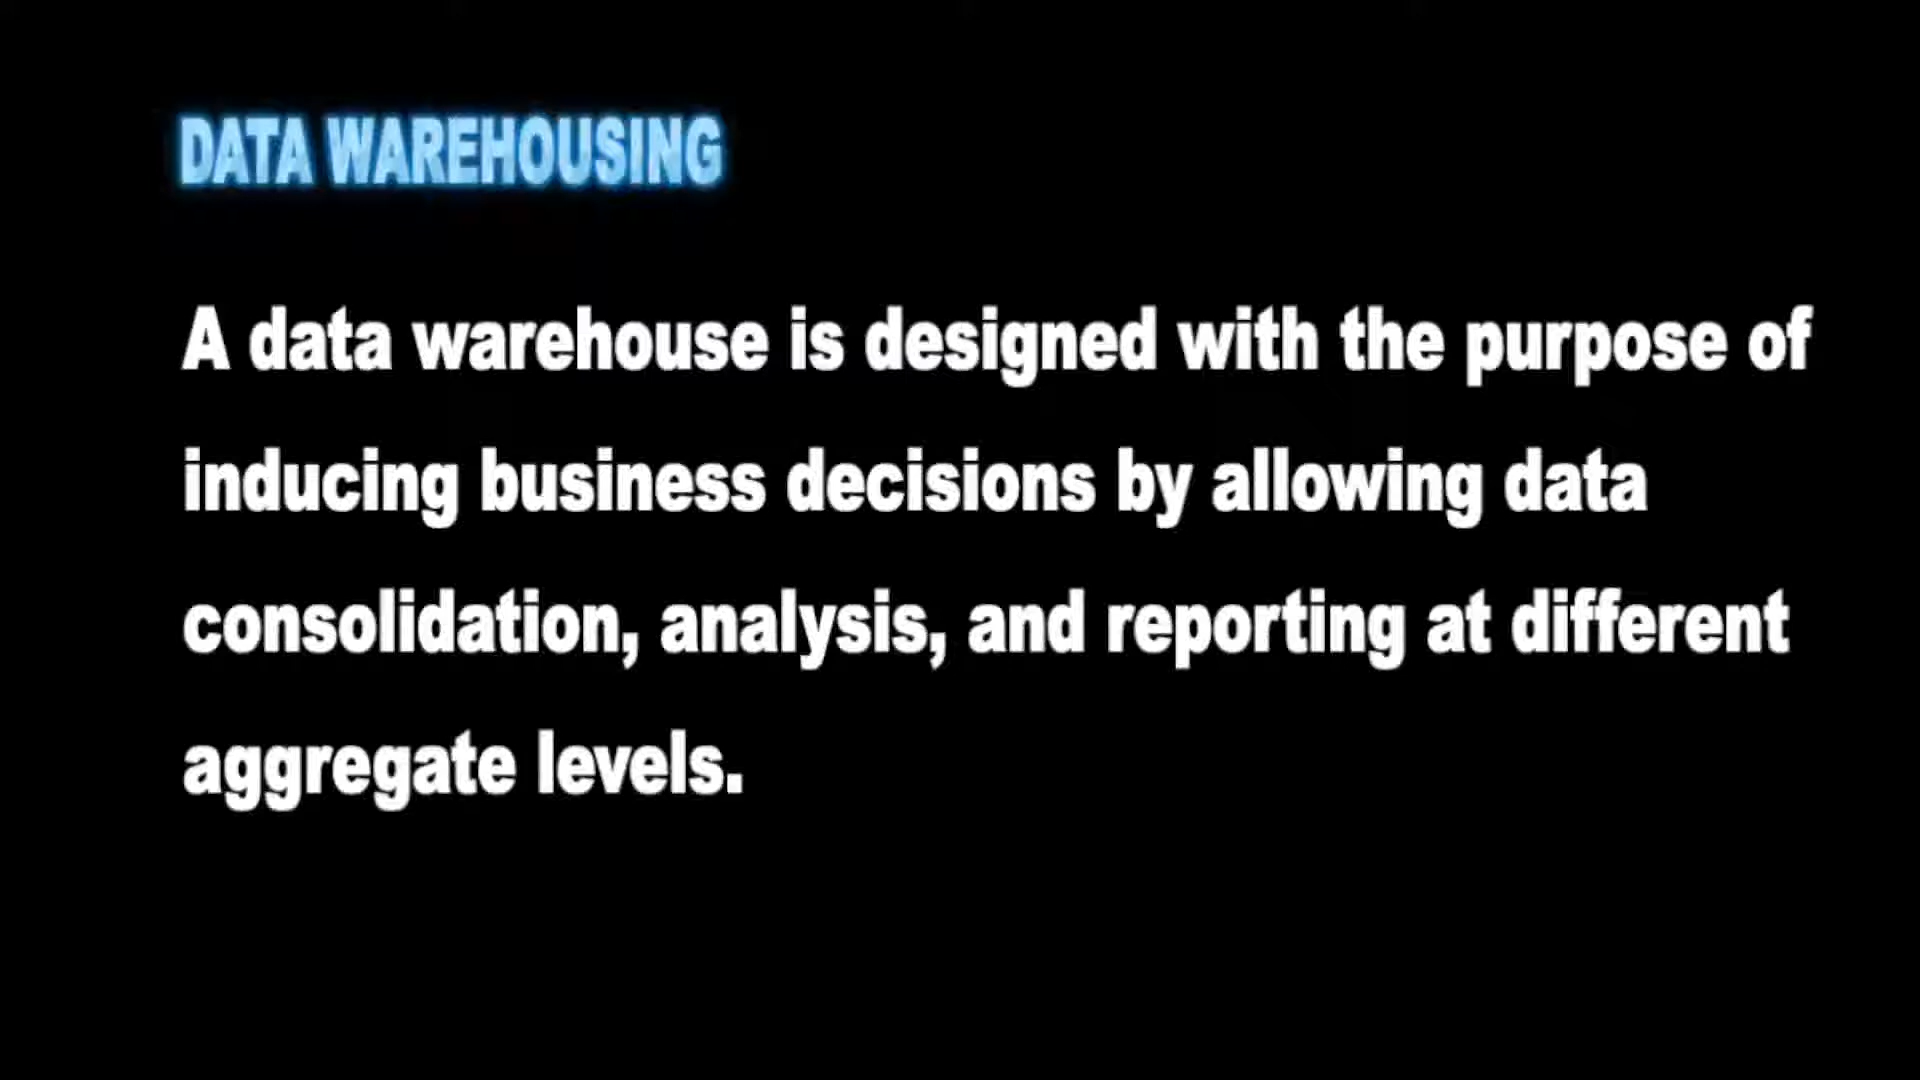 DATA WAREHOUSING
A data warehouse is designed with the purpose of
inducing business decisions by allowing data
consolidation, analysis, and reporting at different
aggregate levels.